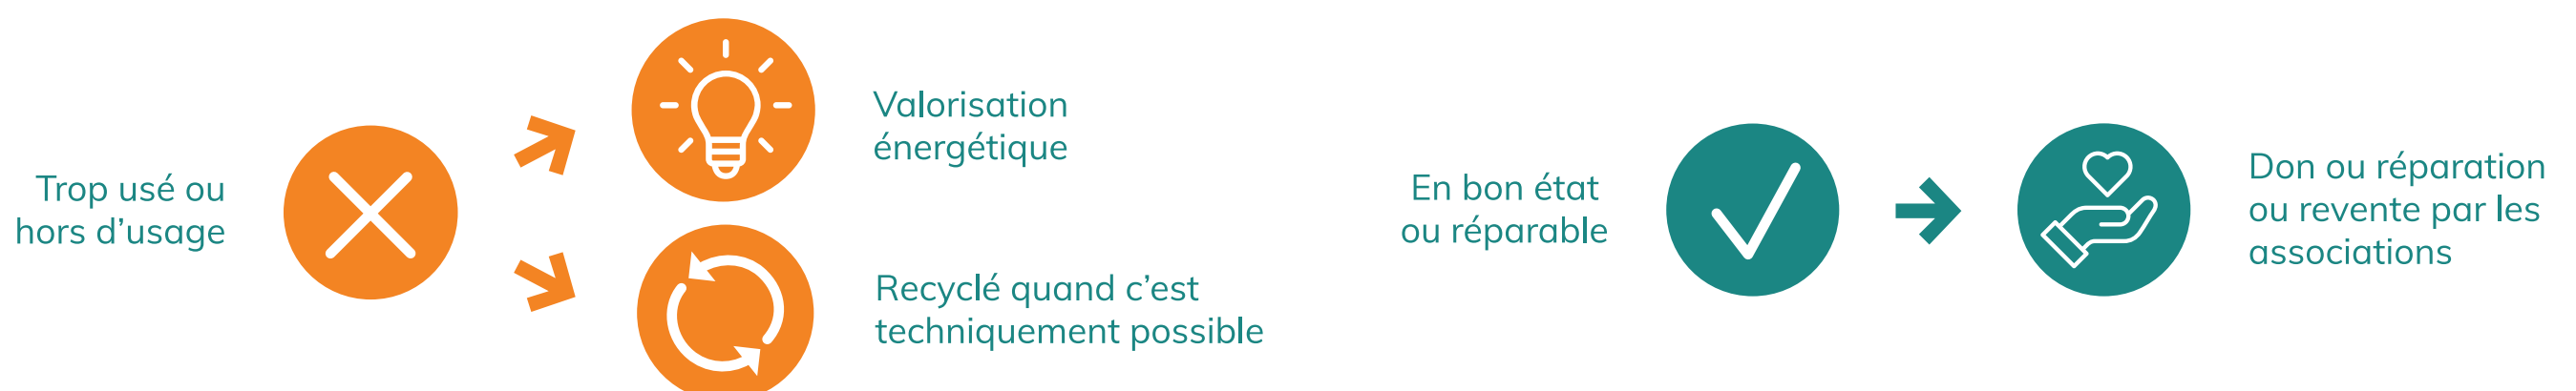 Trop usé ou
hors d’usage
Valorisation
énergétique
Recyclé quand c’est
techniquement possible
En bon état
ou réparable
Don ou réparation
ou revente par les
associations